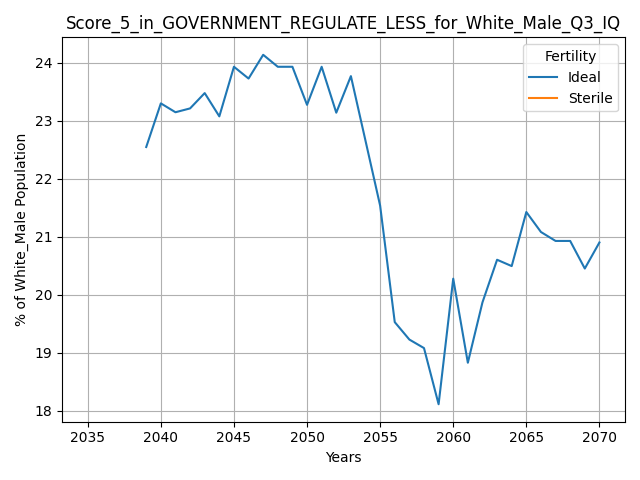 Score_5_in_GOVERNMENT_REGULATE_LESS_for_White_Male_Q3_IQ
Fertility
Ideal
Sterile
% of White_Male Population
24
23
22
21
20
19
18
2035 2040 2045 2050 2055 2060 2065 2070
Years